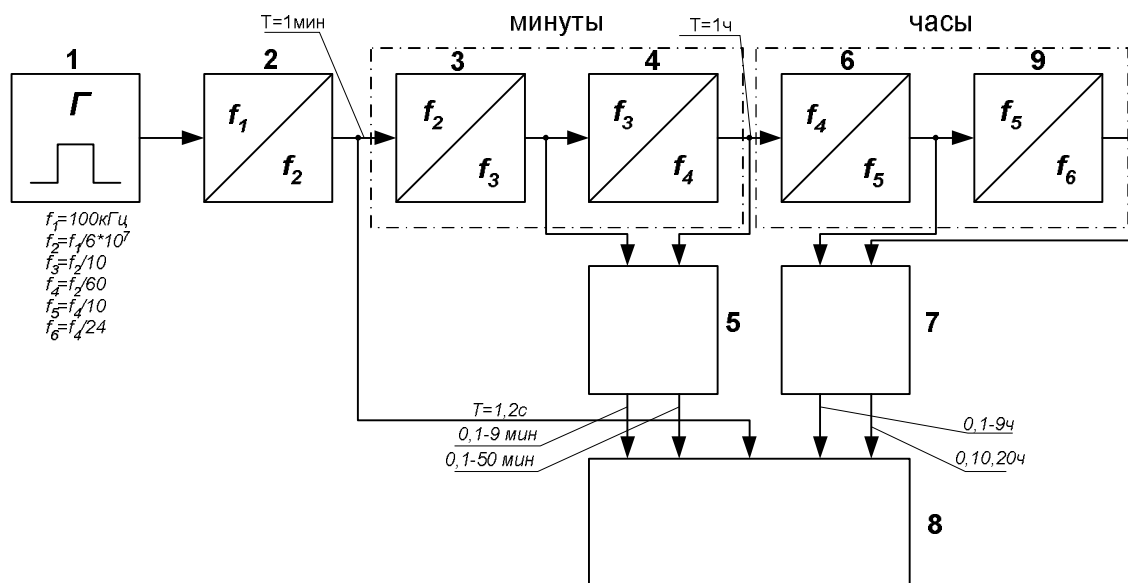 минуты
часы
T=1мин
T=1ч
1
2
3
4
6
9
Г
f1
f2
f2
f3
f3
f4
f4
f5
f5
f6
f1=100кГц
f2=f1/6*10^7
f3=f2/10
f4=f2/60
f5=f4/10
f6=f4/24
5
7
T=1,2с
0,1-9 мин
0,1-50 мин
0,1-9ч
0,10,20ч
8